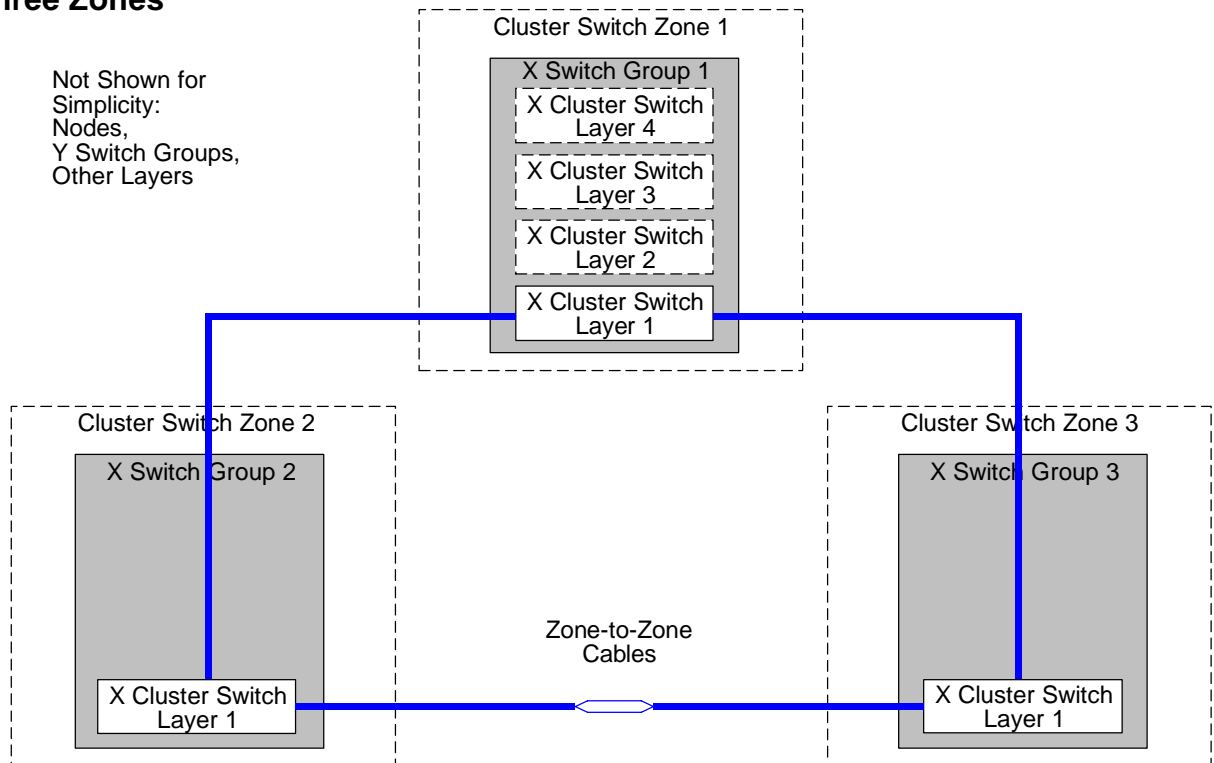 Three Zones
Cluster Switch Zone 1
Not Shown for
Simplicity:
Nodes,
Y Switch Groups,
Other Layers
X Switch Group 1
X Cluster Switch
Layer 4
X Cluster Switch
Layer 3
X Cluster Switch
Layer 2
X Cluster Switch
Layer 1
Cluster Switch Zone 2
X Switch Group 2
X Cluster Switch
Layer 1
Zone-to-Zone
Cables
Cluster Switch Zone 3
X Switch Group 3
X Cluster Switch
Layer 1